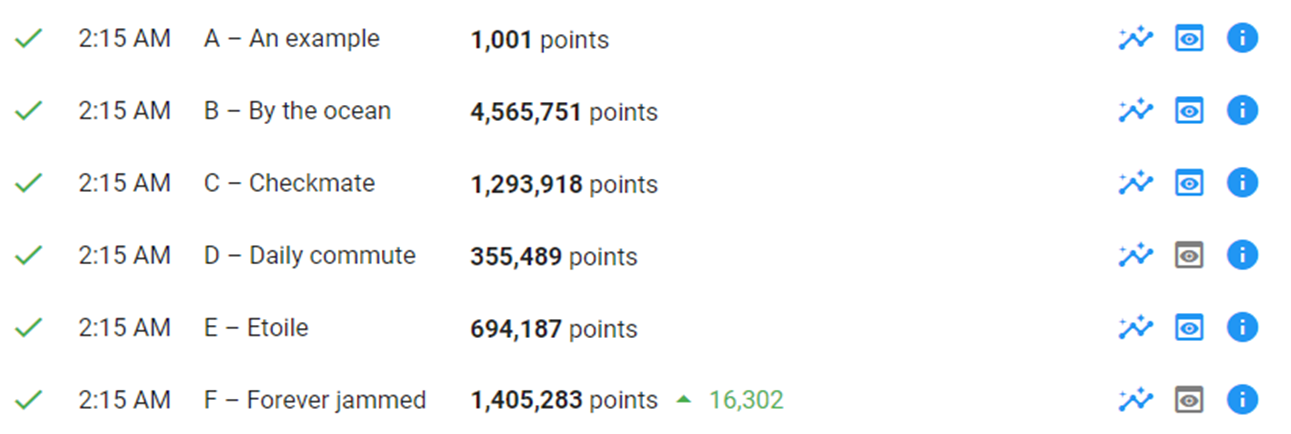 2:15 AM A – An example 1,001 points
2:15 AM B – By the ocean 4,565,751 points
2:15 AM C – Checkmate 1,293,918 points
2:15 AM D – Daily commute 355,489 points
2:15 AM E – Etoile 694,187 points
2:15 AM F – Forever jammed 1,405,283 points 16,302